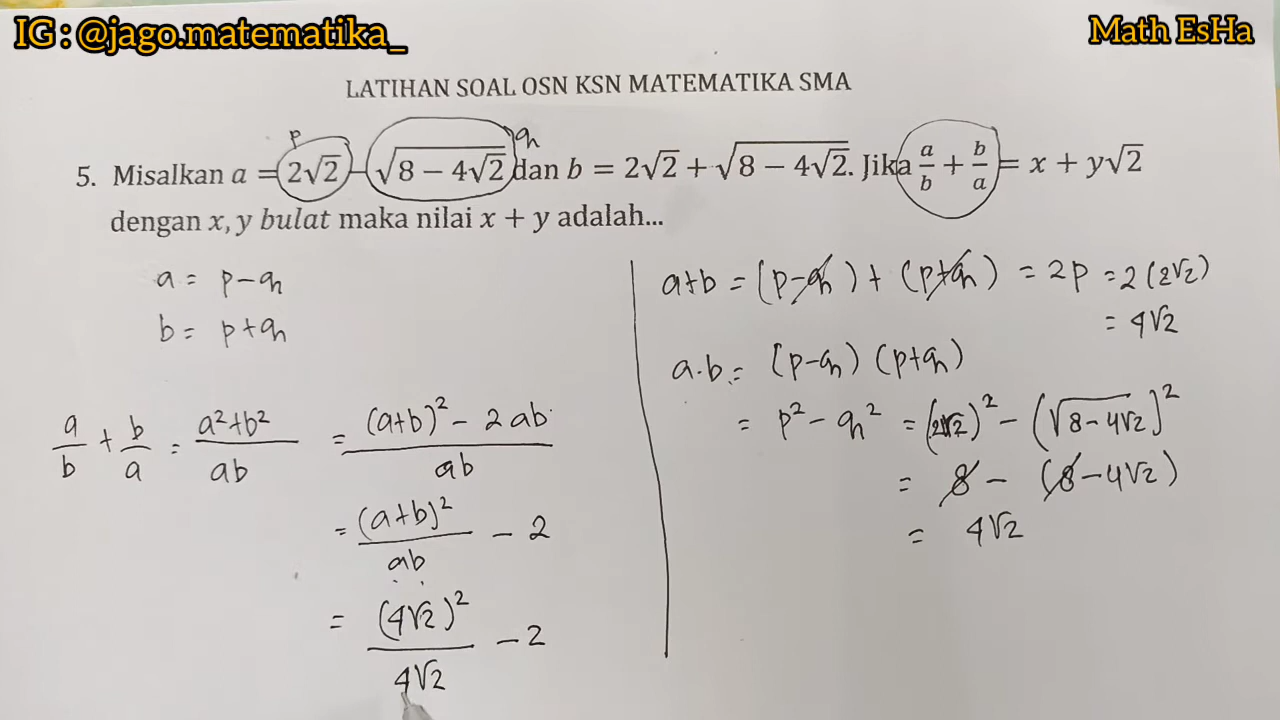 IG : @jago.matematika_
Math EsHa
LATIHAN SOAL OSN KSN MATEMATIKA SMA
p
q
5. Misalkan a = 2√2 − √(8 − 4√2) dan b = 2√2 + √(8 − 4√2). Jika a/b + b/a = x + y√2
dengan x, y bulat maka nilai x + y adalah...
a = p − q
b = p + q
a/b + b/a = (a² + b²)/ab = ((a+b)² − 2ab)/ab
= (a+b)²/ab − 2
= (4√2)²/4√2 − 2
a+b = (p−q) + (p+q) = 2p = 2(2√2)
= 4√2
a.b = (p−q) (p+q)
= p² − q² = (2√2)² − (√(8−4√2))²
= 8 − (8−4√2)
= 4√2